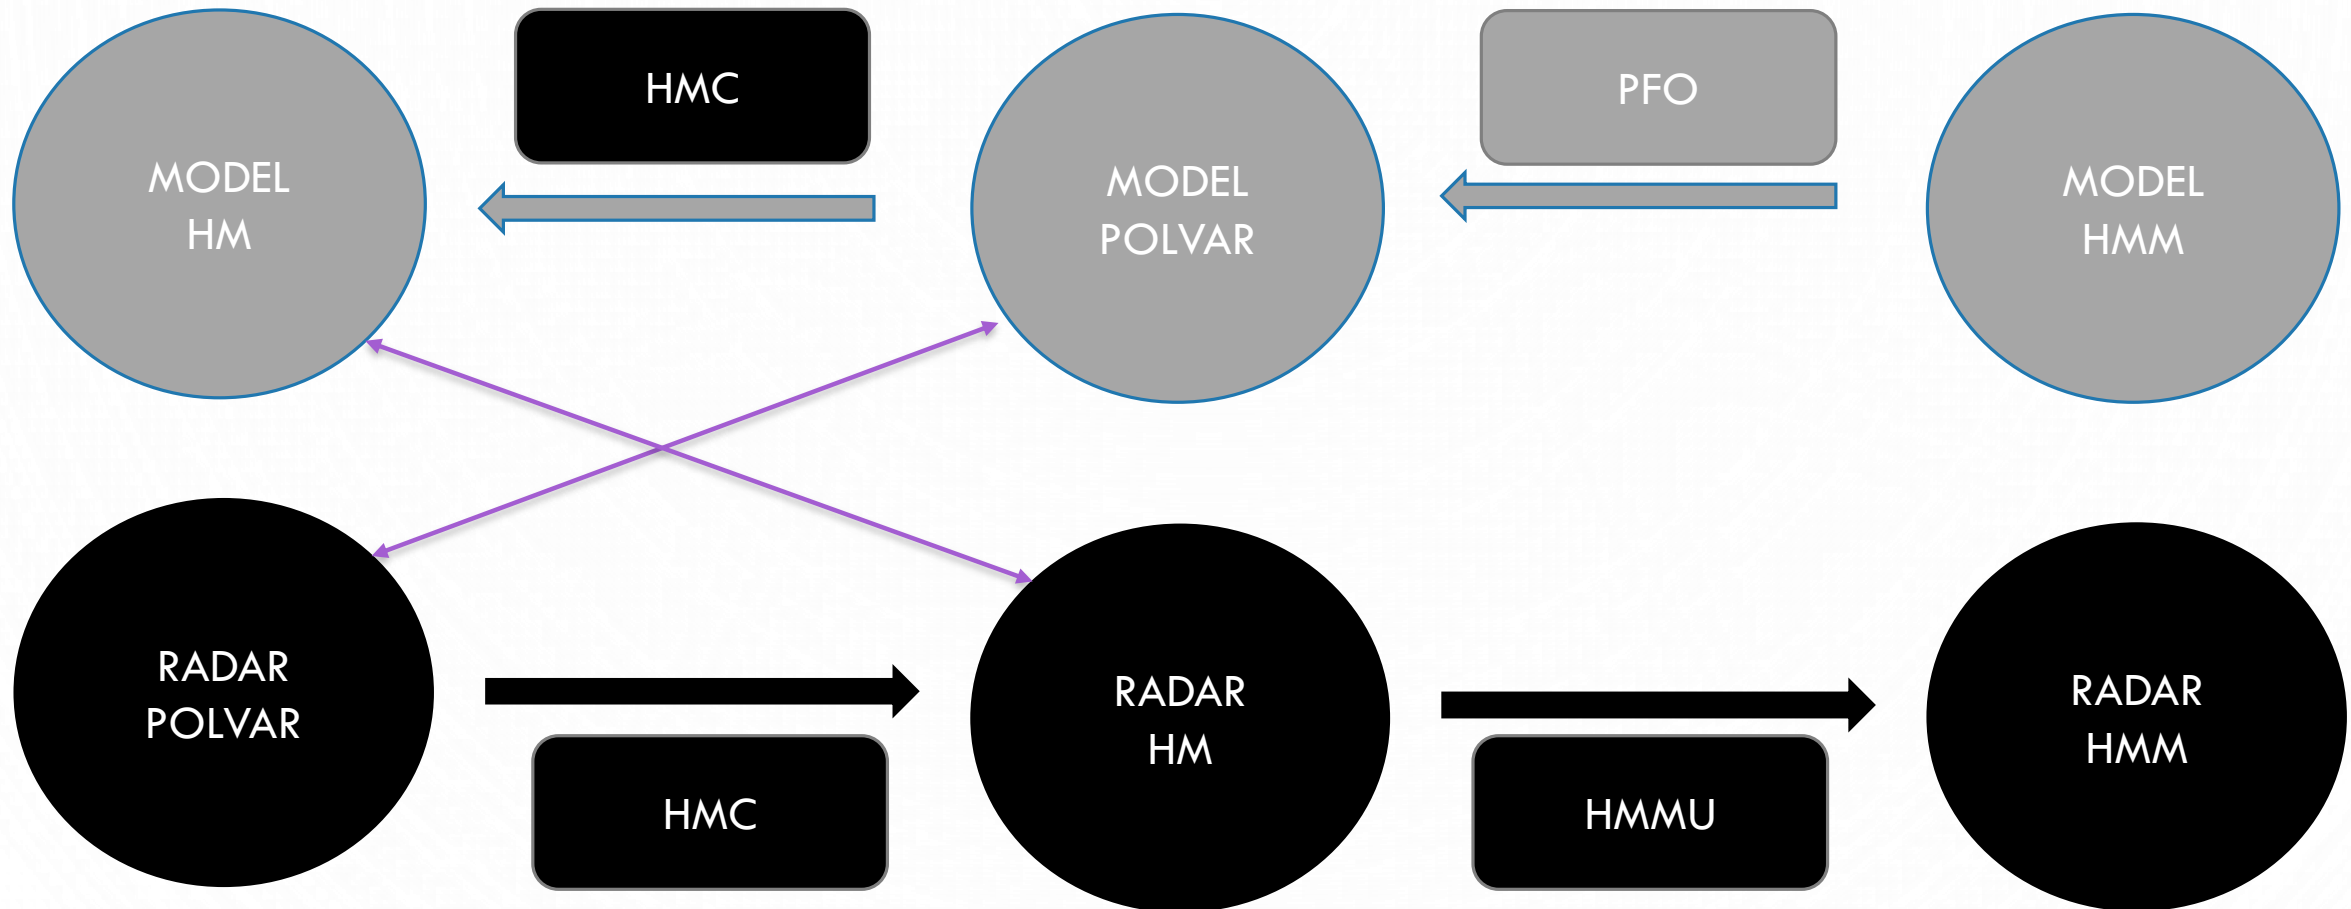 MODEL
HM
HMC
MODEL
POLVAR
PFO
MODEL
HMM
RADAR
POLVAR
HMC
RADAR
HM
HMMU
RADAR
HMM